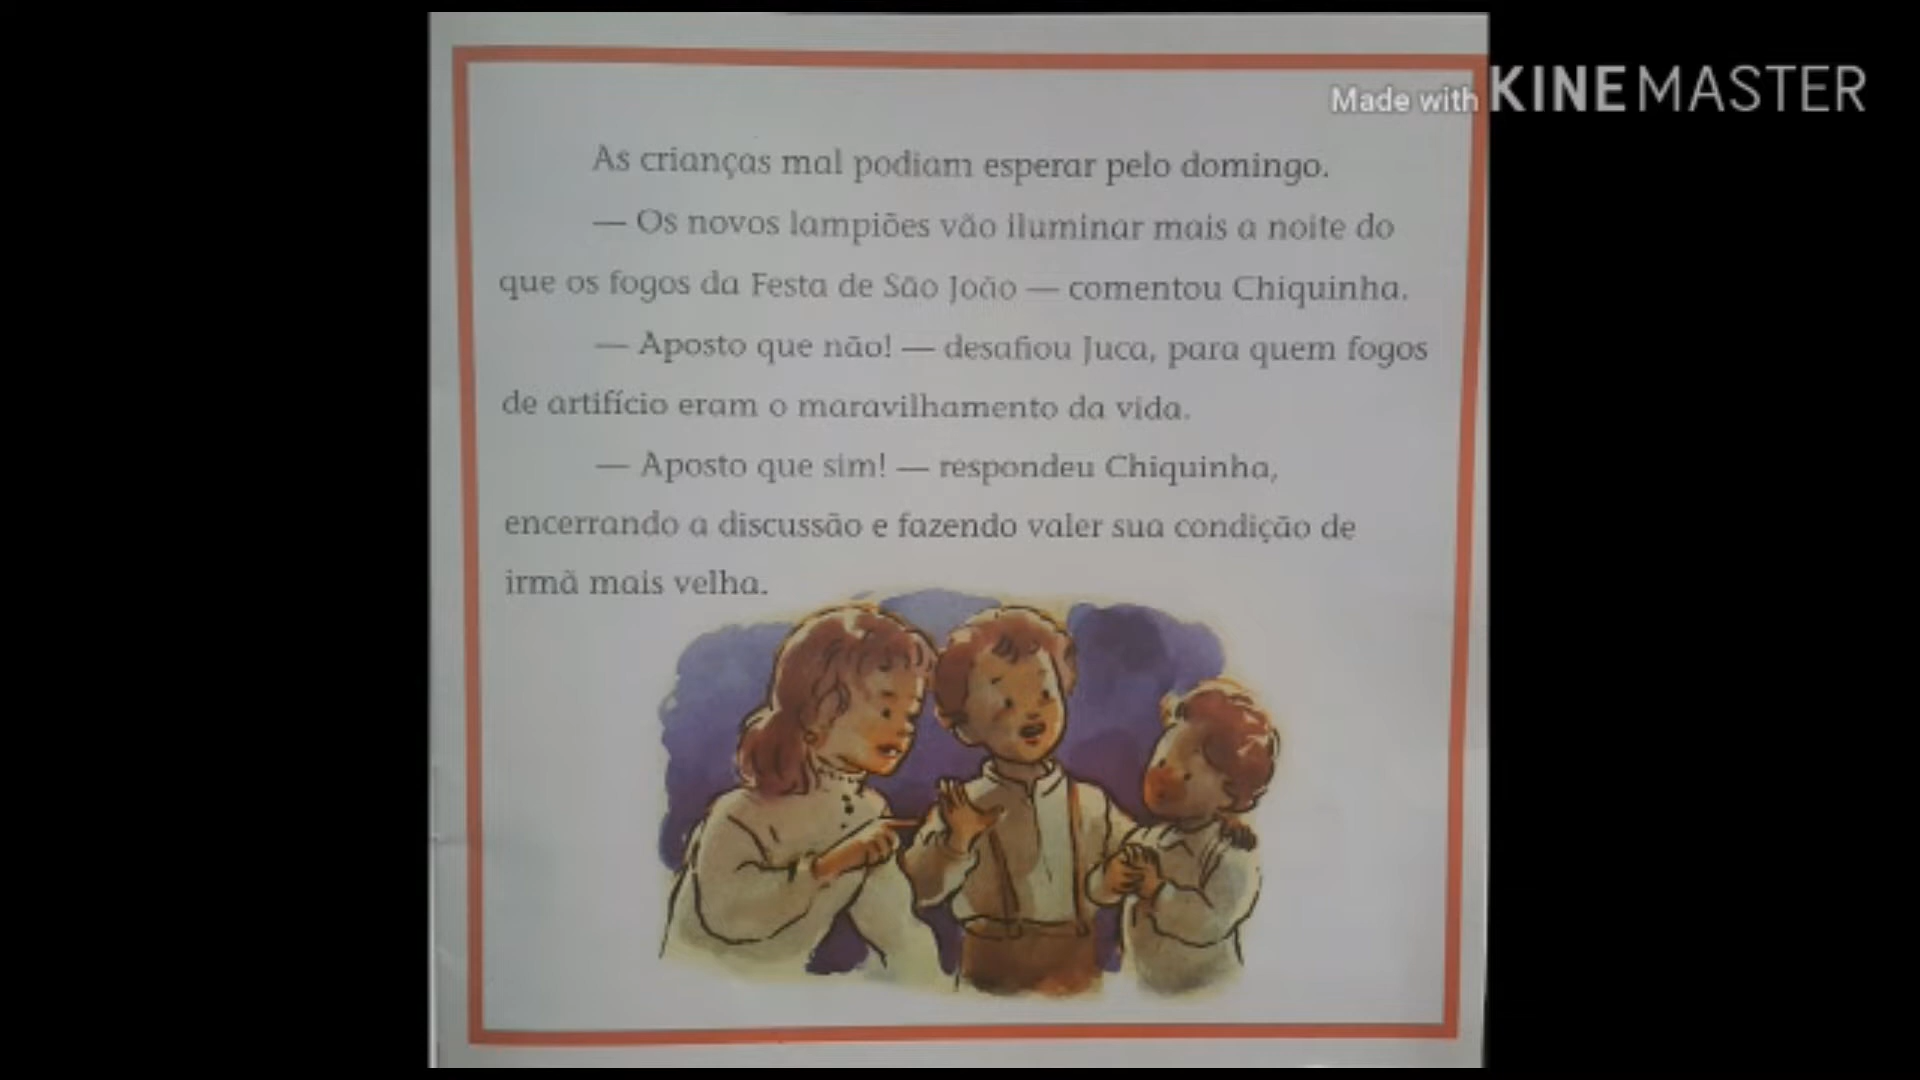 Made with KINEMASTER
As crianças mal podiam esperar pelo domingo.
— Os novos lampiões vão iluminar mais a noite do
que os fogos da Festa de São João — comentou Chiquinha.
— Aposto que não! — desafiou Juca, para quem fogos
de artifício eram o maravilhamento da vida.
— Aposto que sim! — respondeu Chiquinha,
encerrando a discussão e fazendo valer sua condição de
irmã mais velha.